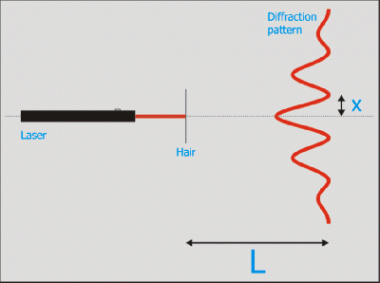 Diffraction
pattern
X
Laser
Hair
L